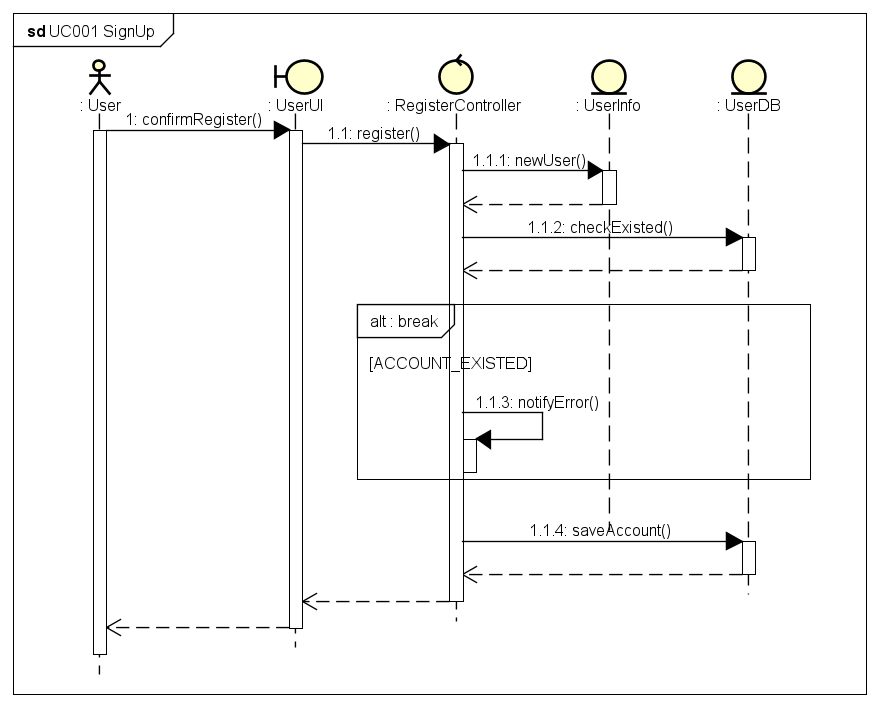 sd UC001 SignUp
: User
: UserUI
: RegisterController
: UserInfo
: UserDB
1: confirmRegister()
1.1: register()
1.1.1: newUser()
1.1.2: checkExisted()
alt : break
[ACCOUNT_EXISTED]
1.1.3: notifyError()
1.1.4: saveAccount()